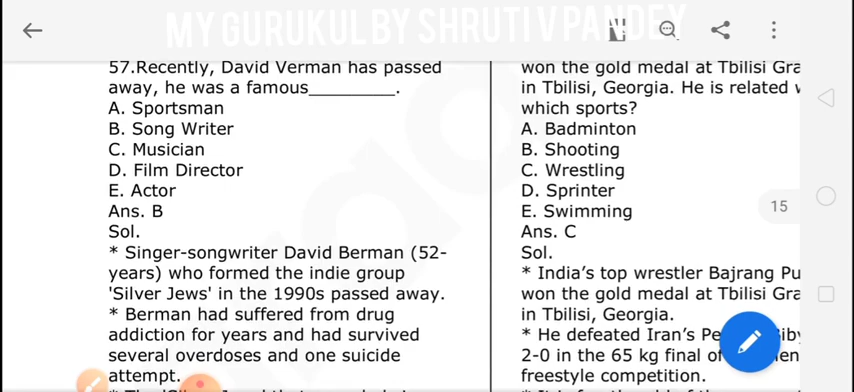 MY GURUKUL BY SHRUTI V PANDEY
57.Recently, David Verman has passed
away, he was a famous_________.
A. Sportsman
B. Song Writer
C. Musician
D. Film Director
E. Actor
Ans. B
Sol.
* Singer-songwriter David Berman (52-
years) who formed the indie group
'Silver Jews' in the 1990s passed away.
* Berman had suffered from drug
addiction for years and had survived
several overdoses and one suicide
attempt.
won the gold medal at Tbilisi Gra
in Tbilisi, Georgia. He is related
which sports?
A. Badminton
B. Shooting
C. Wrestling
D. Sprinter
E. Swimming
Ans. C
Sol.
* India's top wrestler Bajrang Pu
won the gold medal at Tbilisi Gra
in Tbilisi, Georgia.
* He defeated Iran's Pe
2-0 in the 65 kg final of
freestyle competition.
15